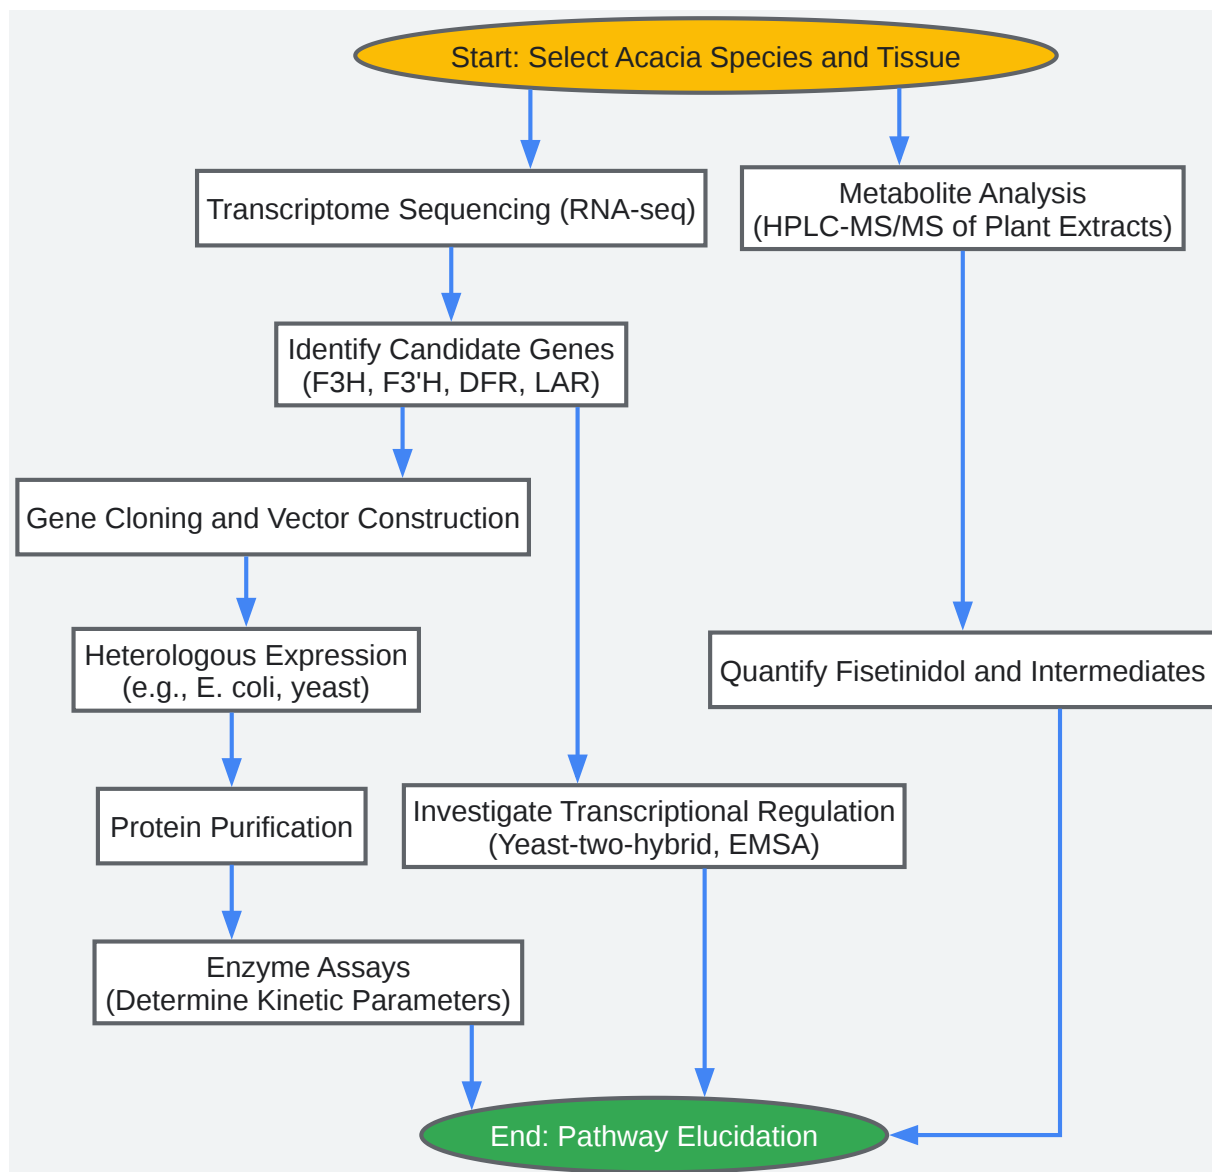 Start: Select Acacia Species and Tissue
Transcriptome Sequencing (RNA-seq)
Metabolite Analysis
(HPLC-MS/MS of Plant Extracts)
Identify Candidate Genes
(F3H, F3'H, DFR, LAR)
Gene Cloning and Vector Construction
Heterologous Expression
(e.g., E. coli, yeast)
Quantify Fisetinidol and Intermediates
Protein Purification
Investigate Transcriptional Regulation
(Yeast-two-hybrid, EMSA)
Enzyme Assays
(Determine Kinetic Parameters)
End: Pathway Elucidation